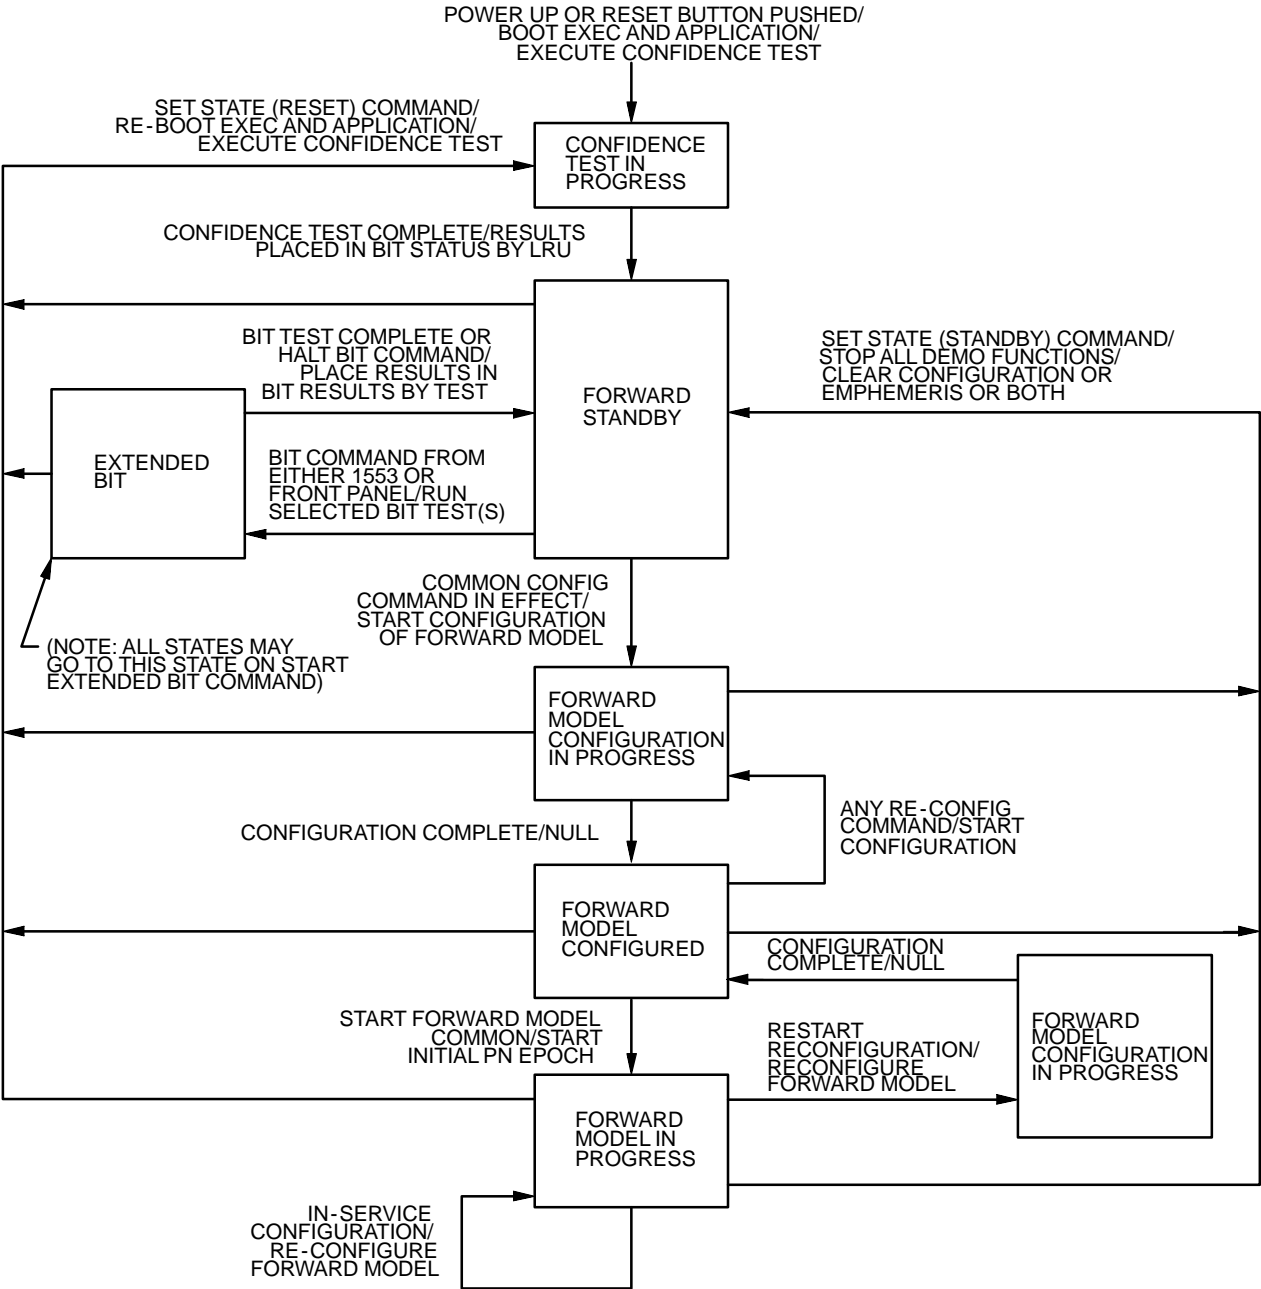 POWER UP OR RESET BUTTON PUSHED/
BOOT EXEC AND APPLICATION/
EXECUTE CONFIDENCE TEST
SET STATE (RESET) COMMAND/
RE-BOOT EXEC AND APPLICATION/
EXECUTE CONFIDENCE TEST
CONFIDENCE
TEST IN
PROGRESS
CONFIDENCE TEST COMPLETE/RESULTS
PLACED IN BIT STATUS BY LRU
BIT TEST COMPLETE OR
HALT BIT COMMAND/
PLACE RESULTS IN
BIT RESULTS BY TEST
FORWARD
STANDBY
SET STATE (STANDBY) COMMAND/
STOP ALL DEMO FUNCTIONS/
CLEAR CONFIGURATION OR
EMPHEMERIS OR BOTH
EXTENDED
BIT
BIT COMMAND FROM
EITHER 1553 OR
FRONT PANEL/RUN
SELECTED BIT TEST(S)
COMMON CONFIG
COMMAND IN EFFECT/
START CONFIGURATION
OF FORWARD MODEL
(NOTE: ALL STATES MAY
GO TO THIS STATE ON START
EXTENDED BIT COMMAND)
FORWARD
MODEL
CONFIGURATION
IN PROGRESS
CONFIGURATION COMPLETE/NULL
ANY RE-CONFIG
COMMAND/START
CONFIGURATION
FORWARD
MODEL
CONFIGURED
CONFIGURATION
COMPLETE/NULL
START FORWARD MODEL
COMMON/START
INITIAL PN EPOCH
RESTART
RECONFIGURATION/
RECONFIGURE
FORWARD MODEL
FORWARD
MODEL
CONFIGURATION
IN PROGRESS
FORWARD
MODEL IN
PROGRESS
IN-SERVICE
CONFIGURATION/
RE-CONFIGURE
FORWARD MODEL